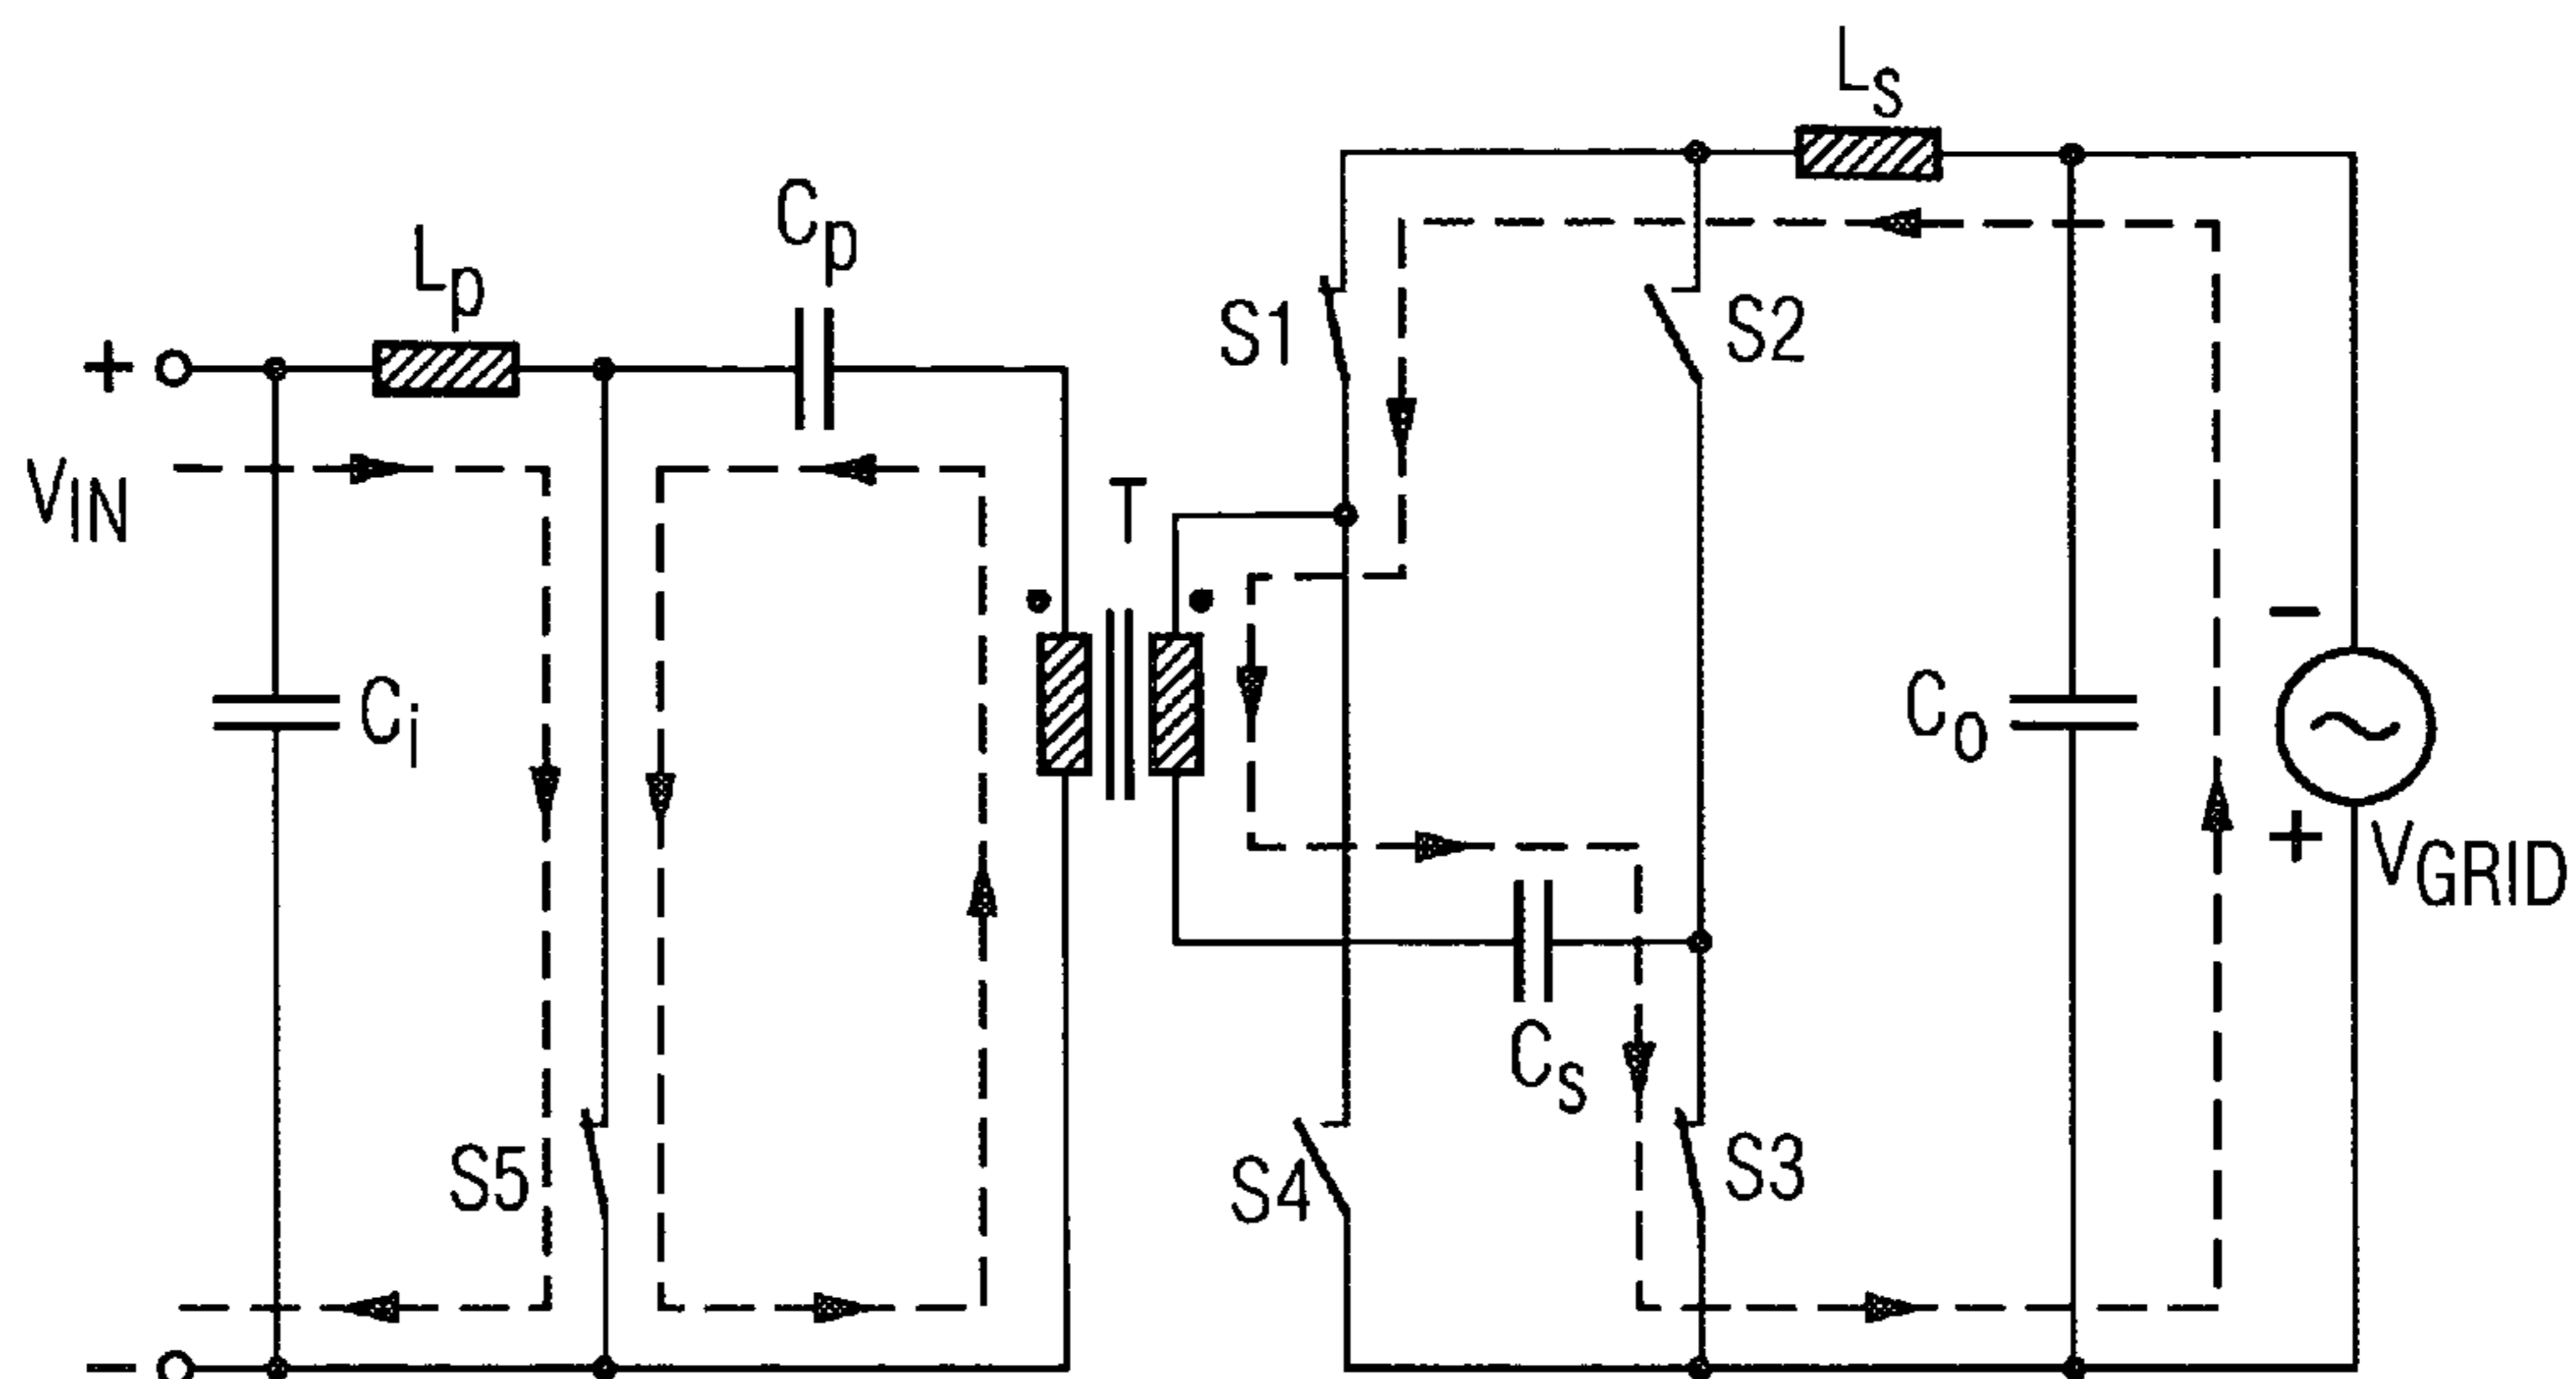 Ls
Cp
Lp
S1
S2
+
VIN
T
Ci
Co
-
+
VGRID
Cs
S5
S4
S3
-